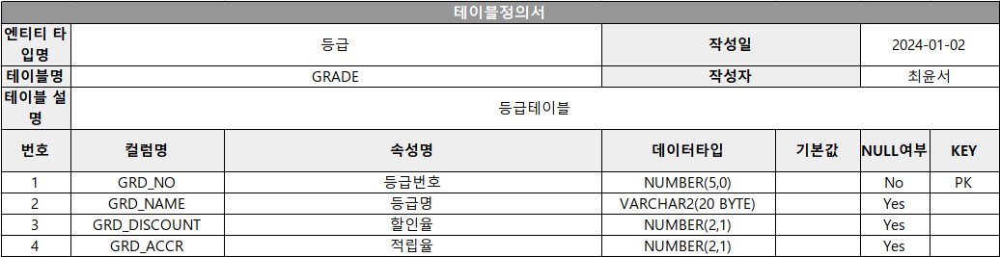 테이블정의서
엔티티 타
입명 등급 작성일 2024-01-02
테이블명 GRADE 작성자 최윤서
테이블 설
명 등급테이블
번호 컬럼명 속성명 데이터타입 기본값 NULL여부 KEY
1 GRD_NO 등급번호 NUMBER(5,0) No PK
2 GRD_NAME 등급명 VARCHAR2(20 BYTE) Yes
3 GRD_DISCOUNT 할인율 NUMBER(2,1) Yes
4 GRD_ACCR 적립율 NUMBER(2,1) Yes